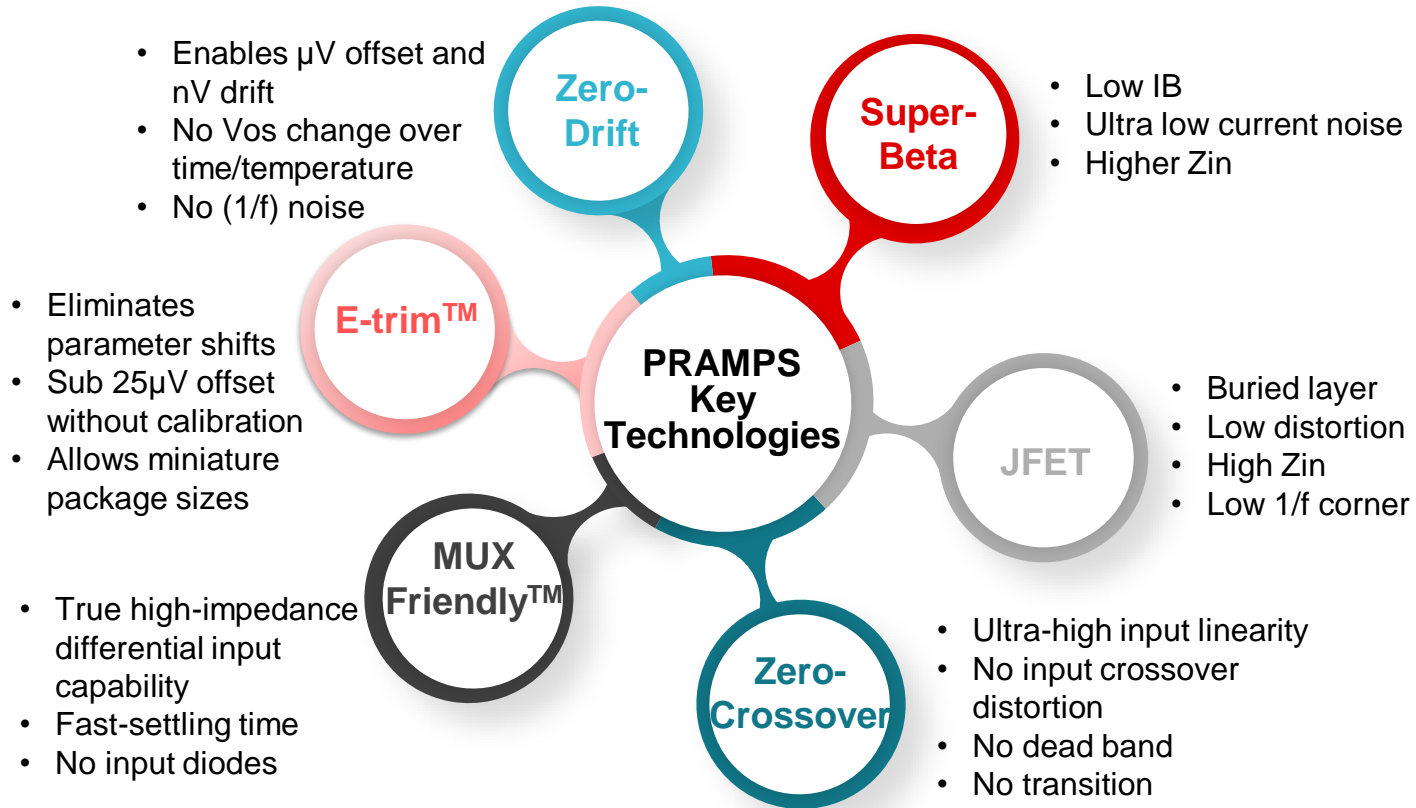 • Enables µV offset and
nV drift
• No Vos change over
time/temperature
• No (1/f) noise
Zero-
Drift
Super-
Beta
• Low IB
• Ultra low current noise
• Higher Zin
• Eliminates
parameter shifts
• Sub 25µV offset
without calibration
• Allows miniature
package sizes
E-trim™
PRAMPS
Key
Technologies
JFET
• Buried layer
• Low distortion
• High Zin
• Low 1/f corner
• True high-impedance
differential input
capability
• Fast-settling time
• No input diodes
MUX
Friendly™
Zero-
Crossover
• Ultra-high input linearity
• No input crossover
distortion
• No dead band
• No transition